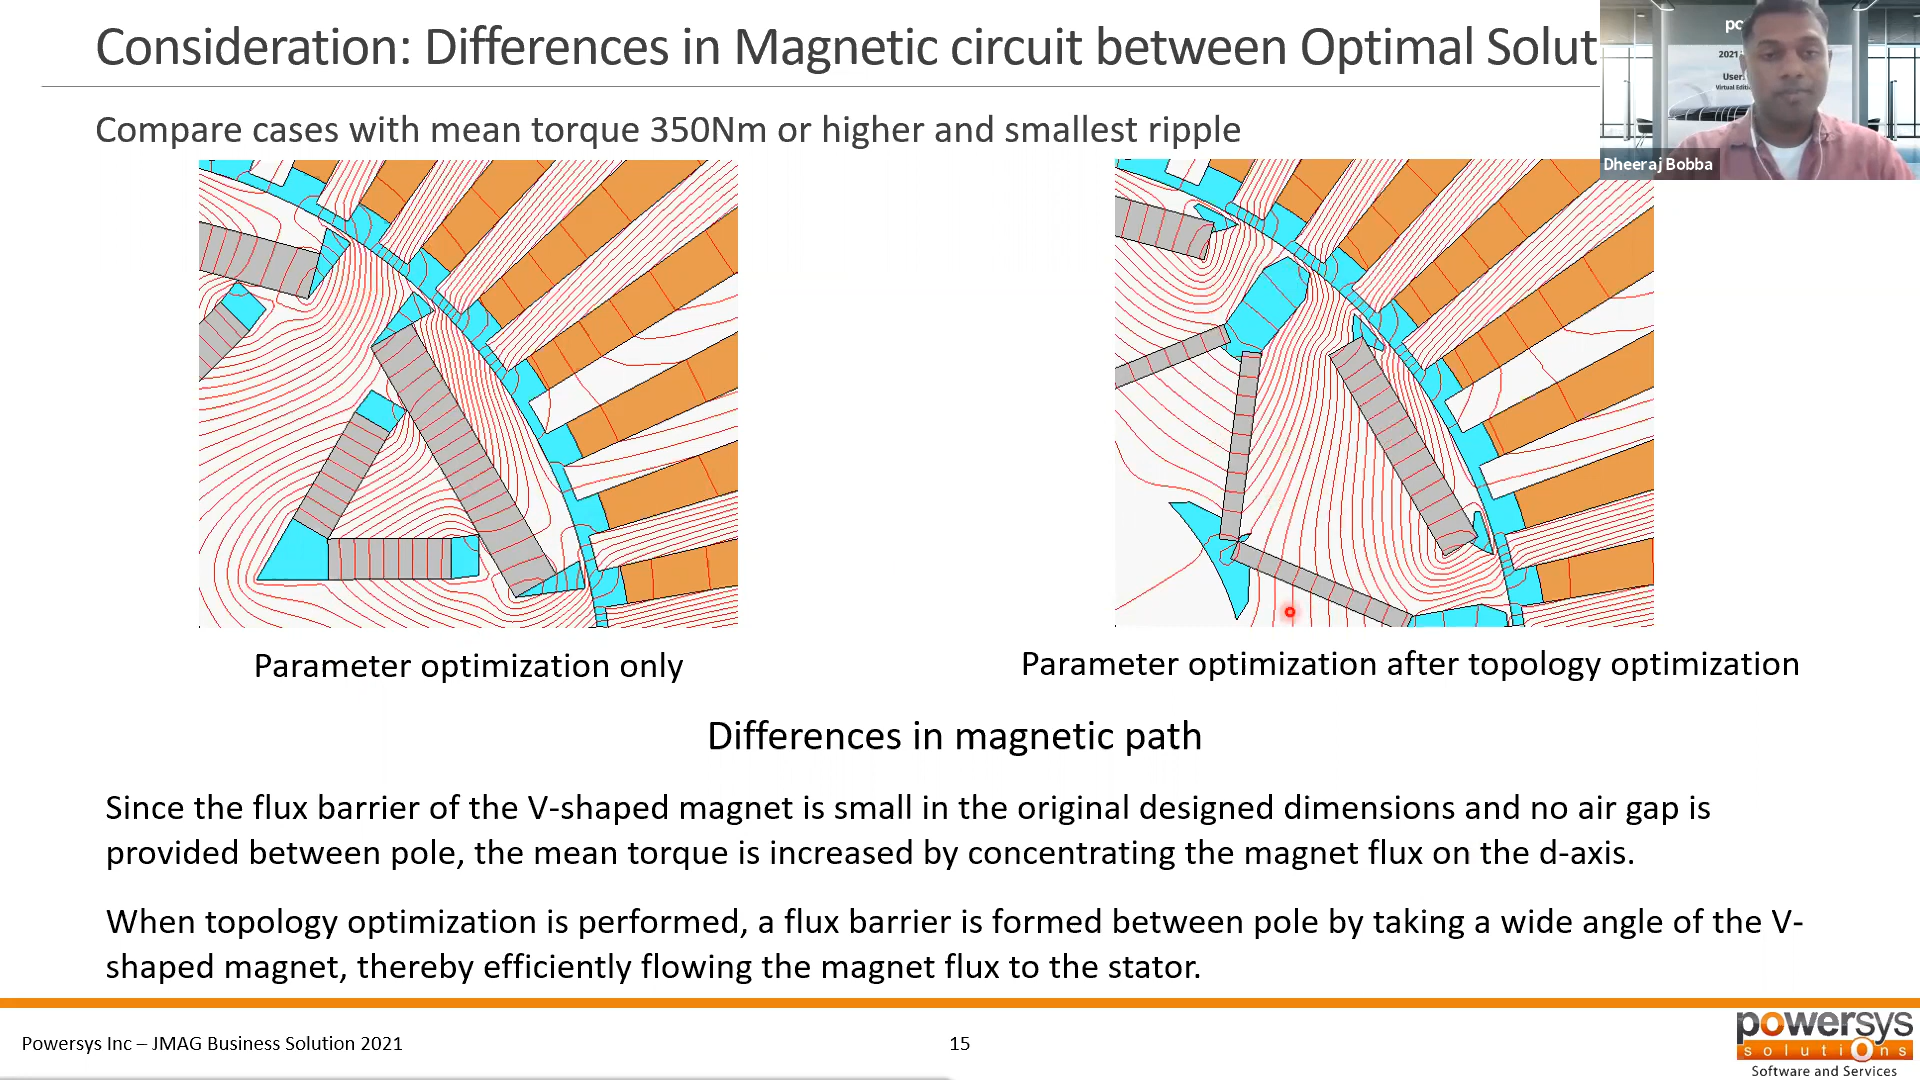 Consideration: Differences in Magnetic circuit between Optimal Solut
2021
User
Virtual Editi
Dheeraj Bobba
Compare cases with mean torque 350Nm or higher and smallest ripple
Parameter optimization only
Parameter optimization after topology optimization
Differences in magnetic path
Since the flux barrier of the V-shaped magnet is small in the original designed dimensions and no air gap is
provided between pole, the mean torque is increased by concentrating the magnet flux on the d-axis.
When topology optimization is performed, a flux barrier is formed between pole by taking a wide angle of the V-
shaped magnet, thereby efficiently flowing the magnet flux to the stator.
Powersys Inc – JMAG Business Solution 2021
15
powersys
solutions
Software and Services